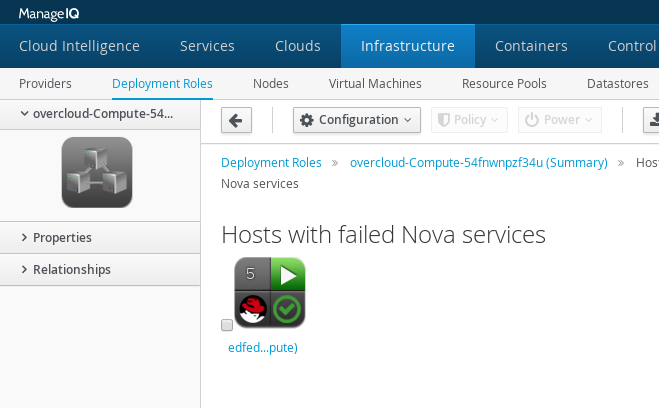 ManageIQ
Cloud Intelligence Services Clouds Infrastructure Containers Control
Providers Deployment Roles Nodes Virtual Machines Resource Pools Datastores
overcloud-Compute-54...
Configuration Policy Power
Deployment Roles » overcloud-Compute-54fnwnpzf34u (Summary) » Host
Nova services
Properties
Relationships
Hosts with failed Nova services
5
edfed...pute)